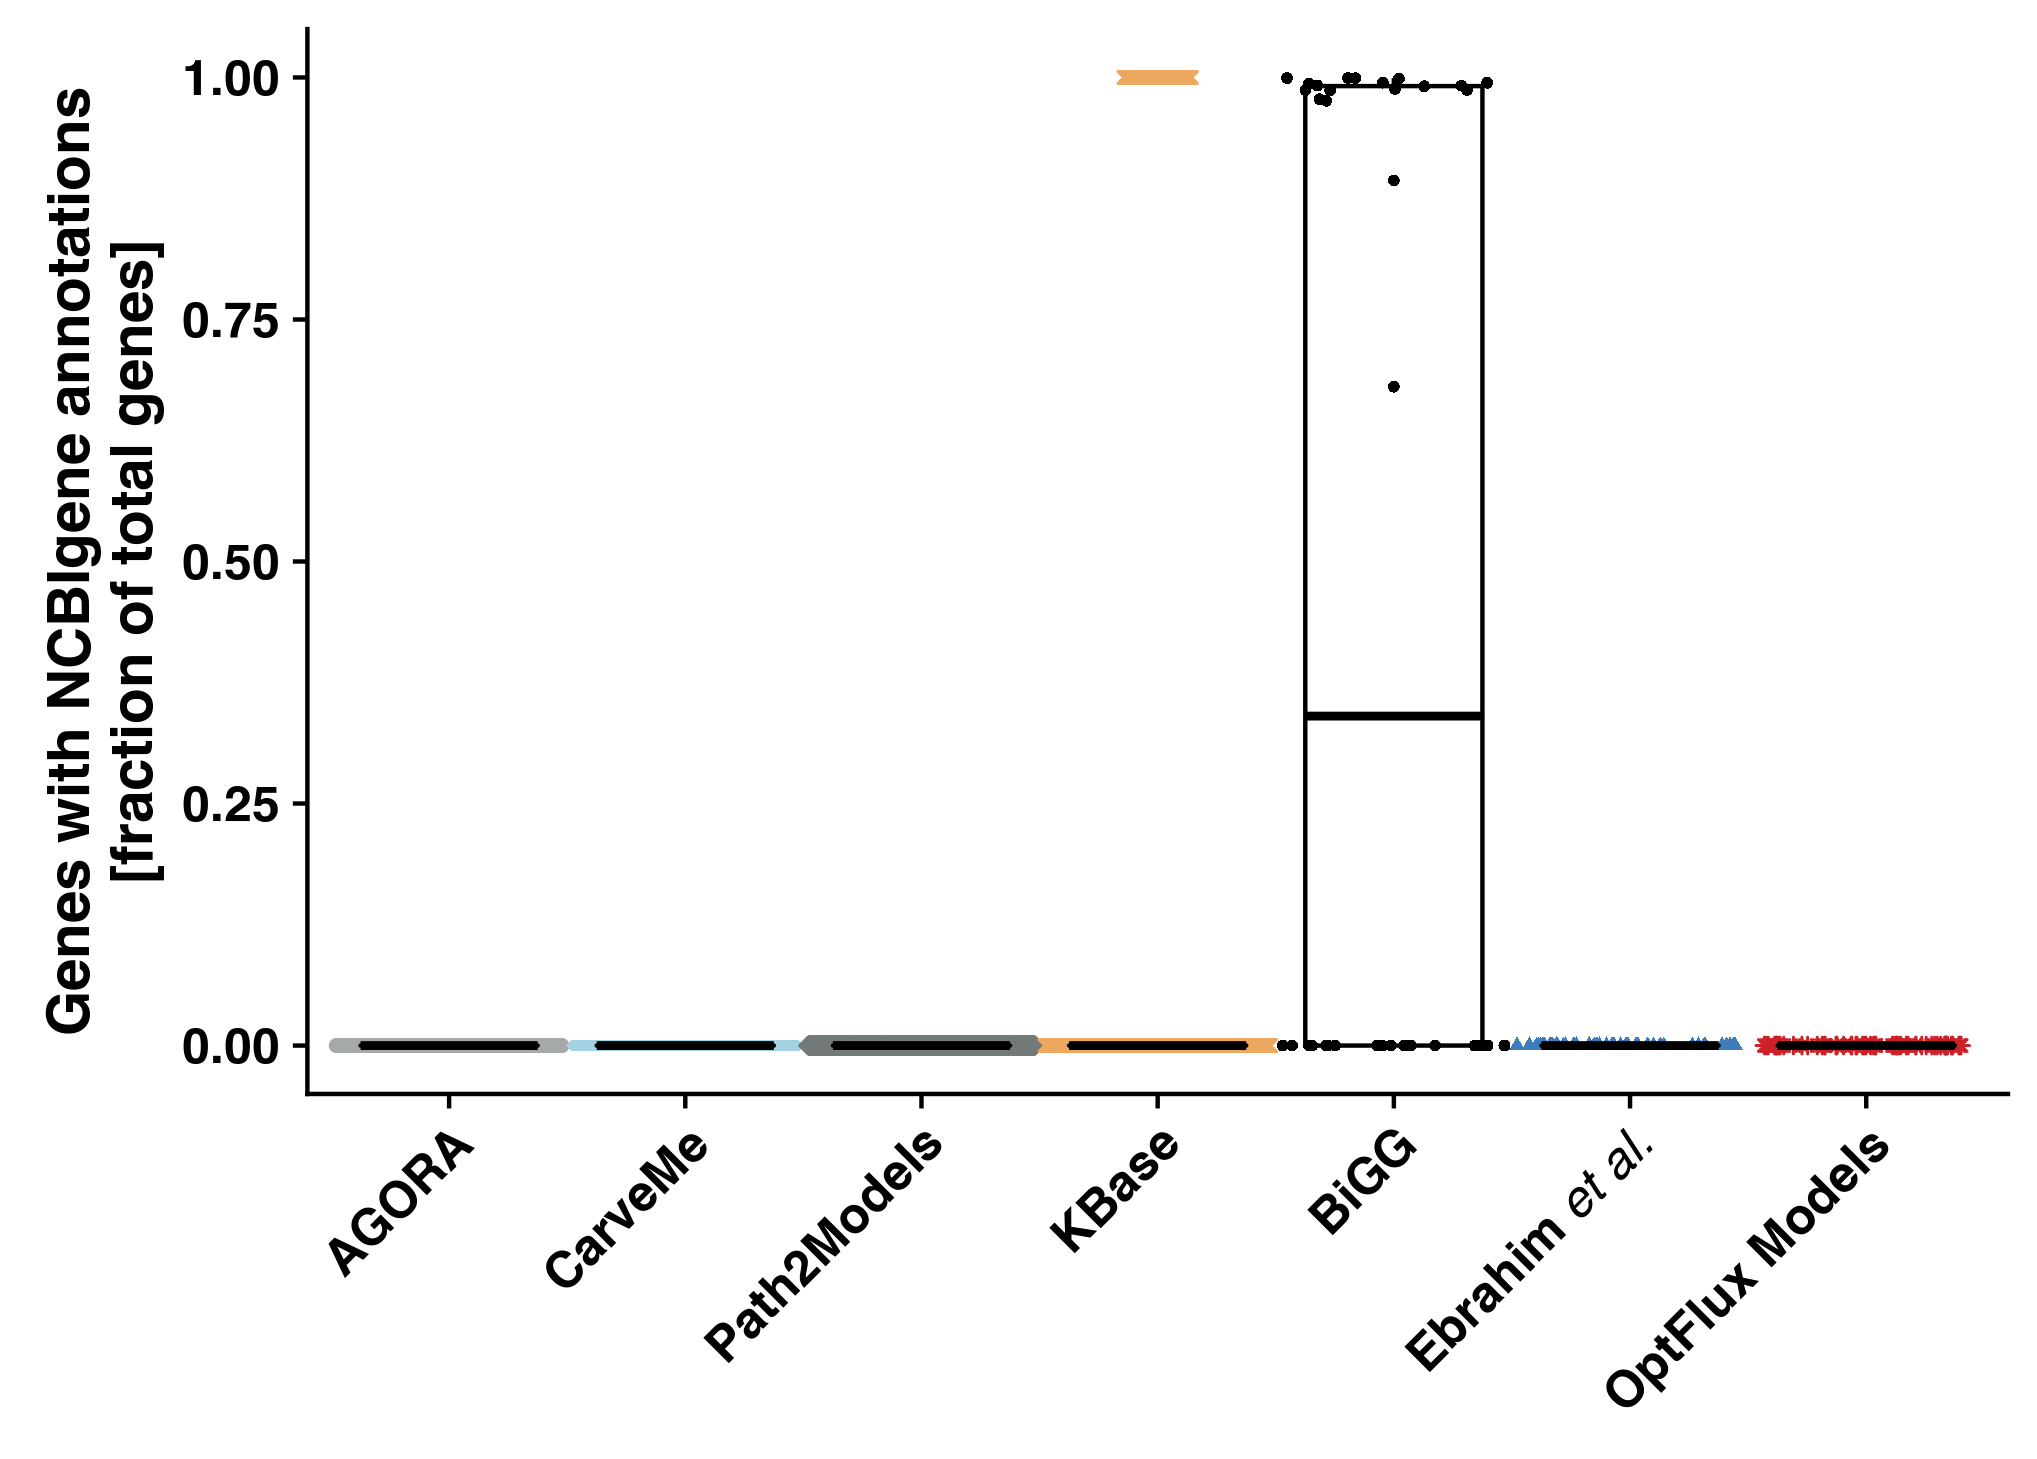 Genes with NCBIgene annotations
[fraction of total genes]
1.00
0.75
0.50
0.25
0.00
AGORA
CarveMe
Path2Models
KBase
BiGG
Ebrahim et al.
OptFlux Models